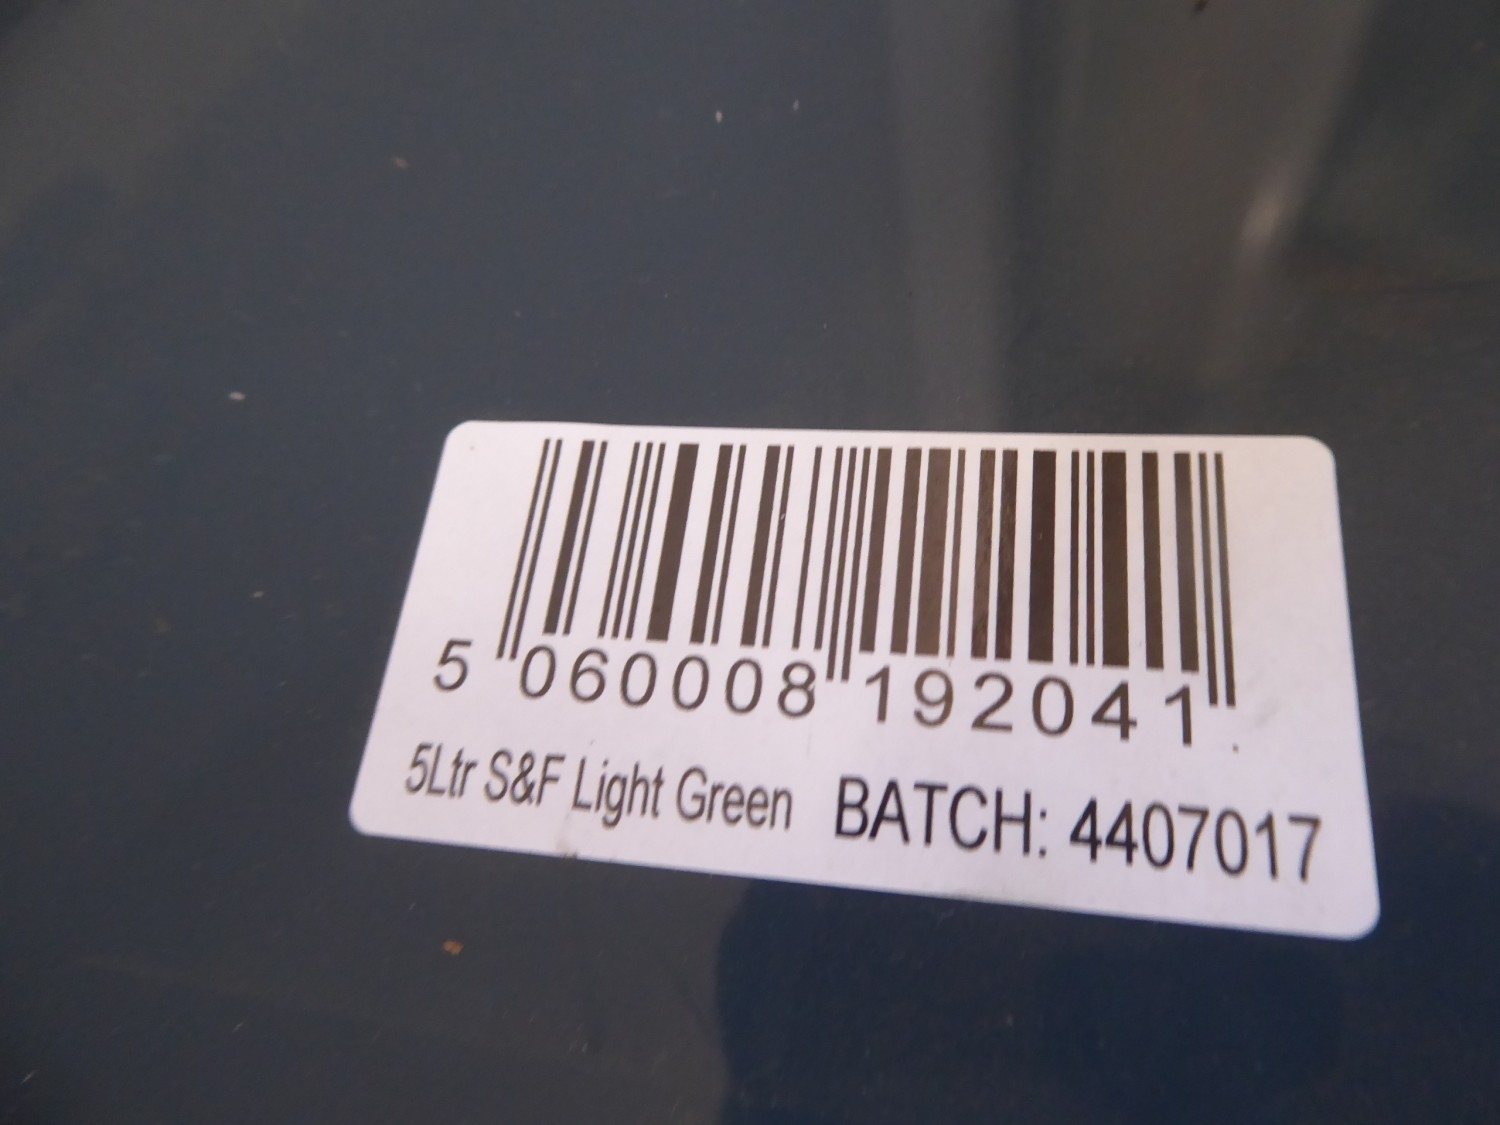 5 060008 192041
5Ltr S&F Light Green BATCH: 4407017